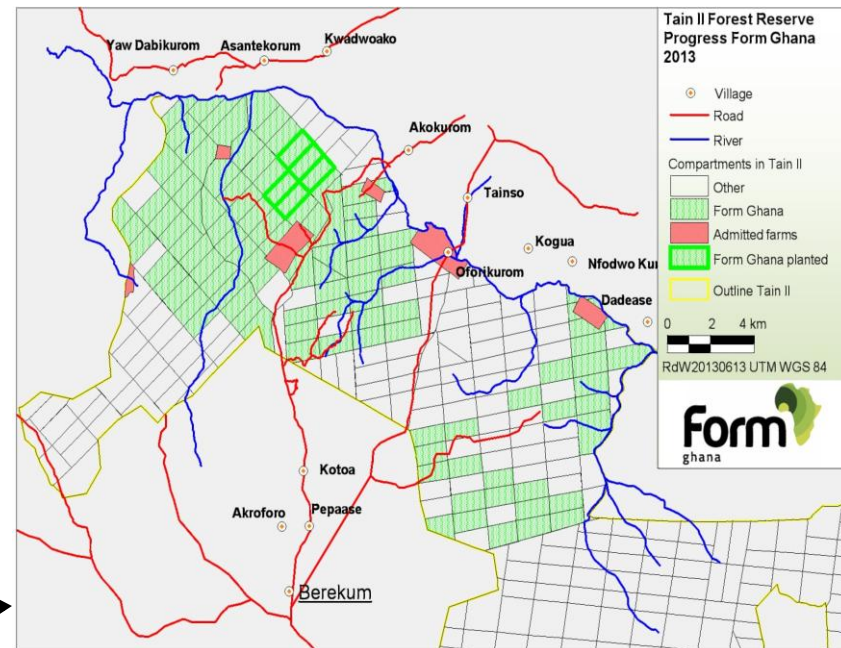 Tain II Forest Reserve
Progress Form Ghana
2013
Village
Road
River
Compartments in Tain II
Other
Form Ghana
Admitted farms
Form Ghana planted
Outline Tain II
0 2 4 km
RdW20130613 UTM WGS 84
Form
ghana
Yaw Dabikurom
Asantekorum
Kwadwoako
Akokurom
Tainso
Kogua
Nfodwo Kur
Oforikurom
Dadease
Kotoa
Akroforo
Pepaase
Berekum